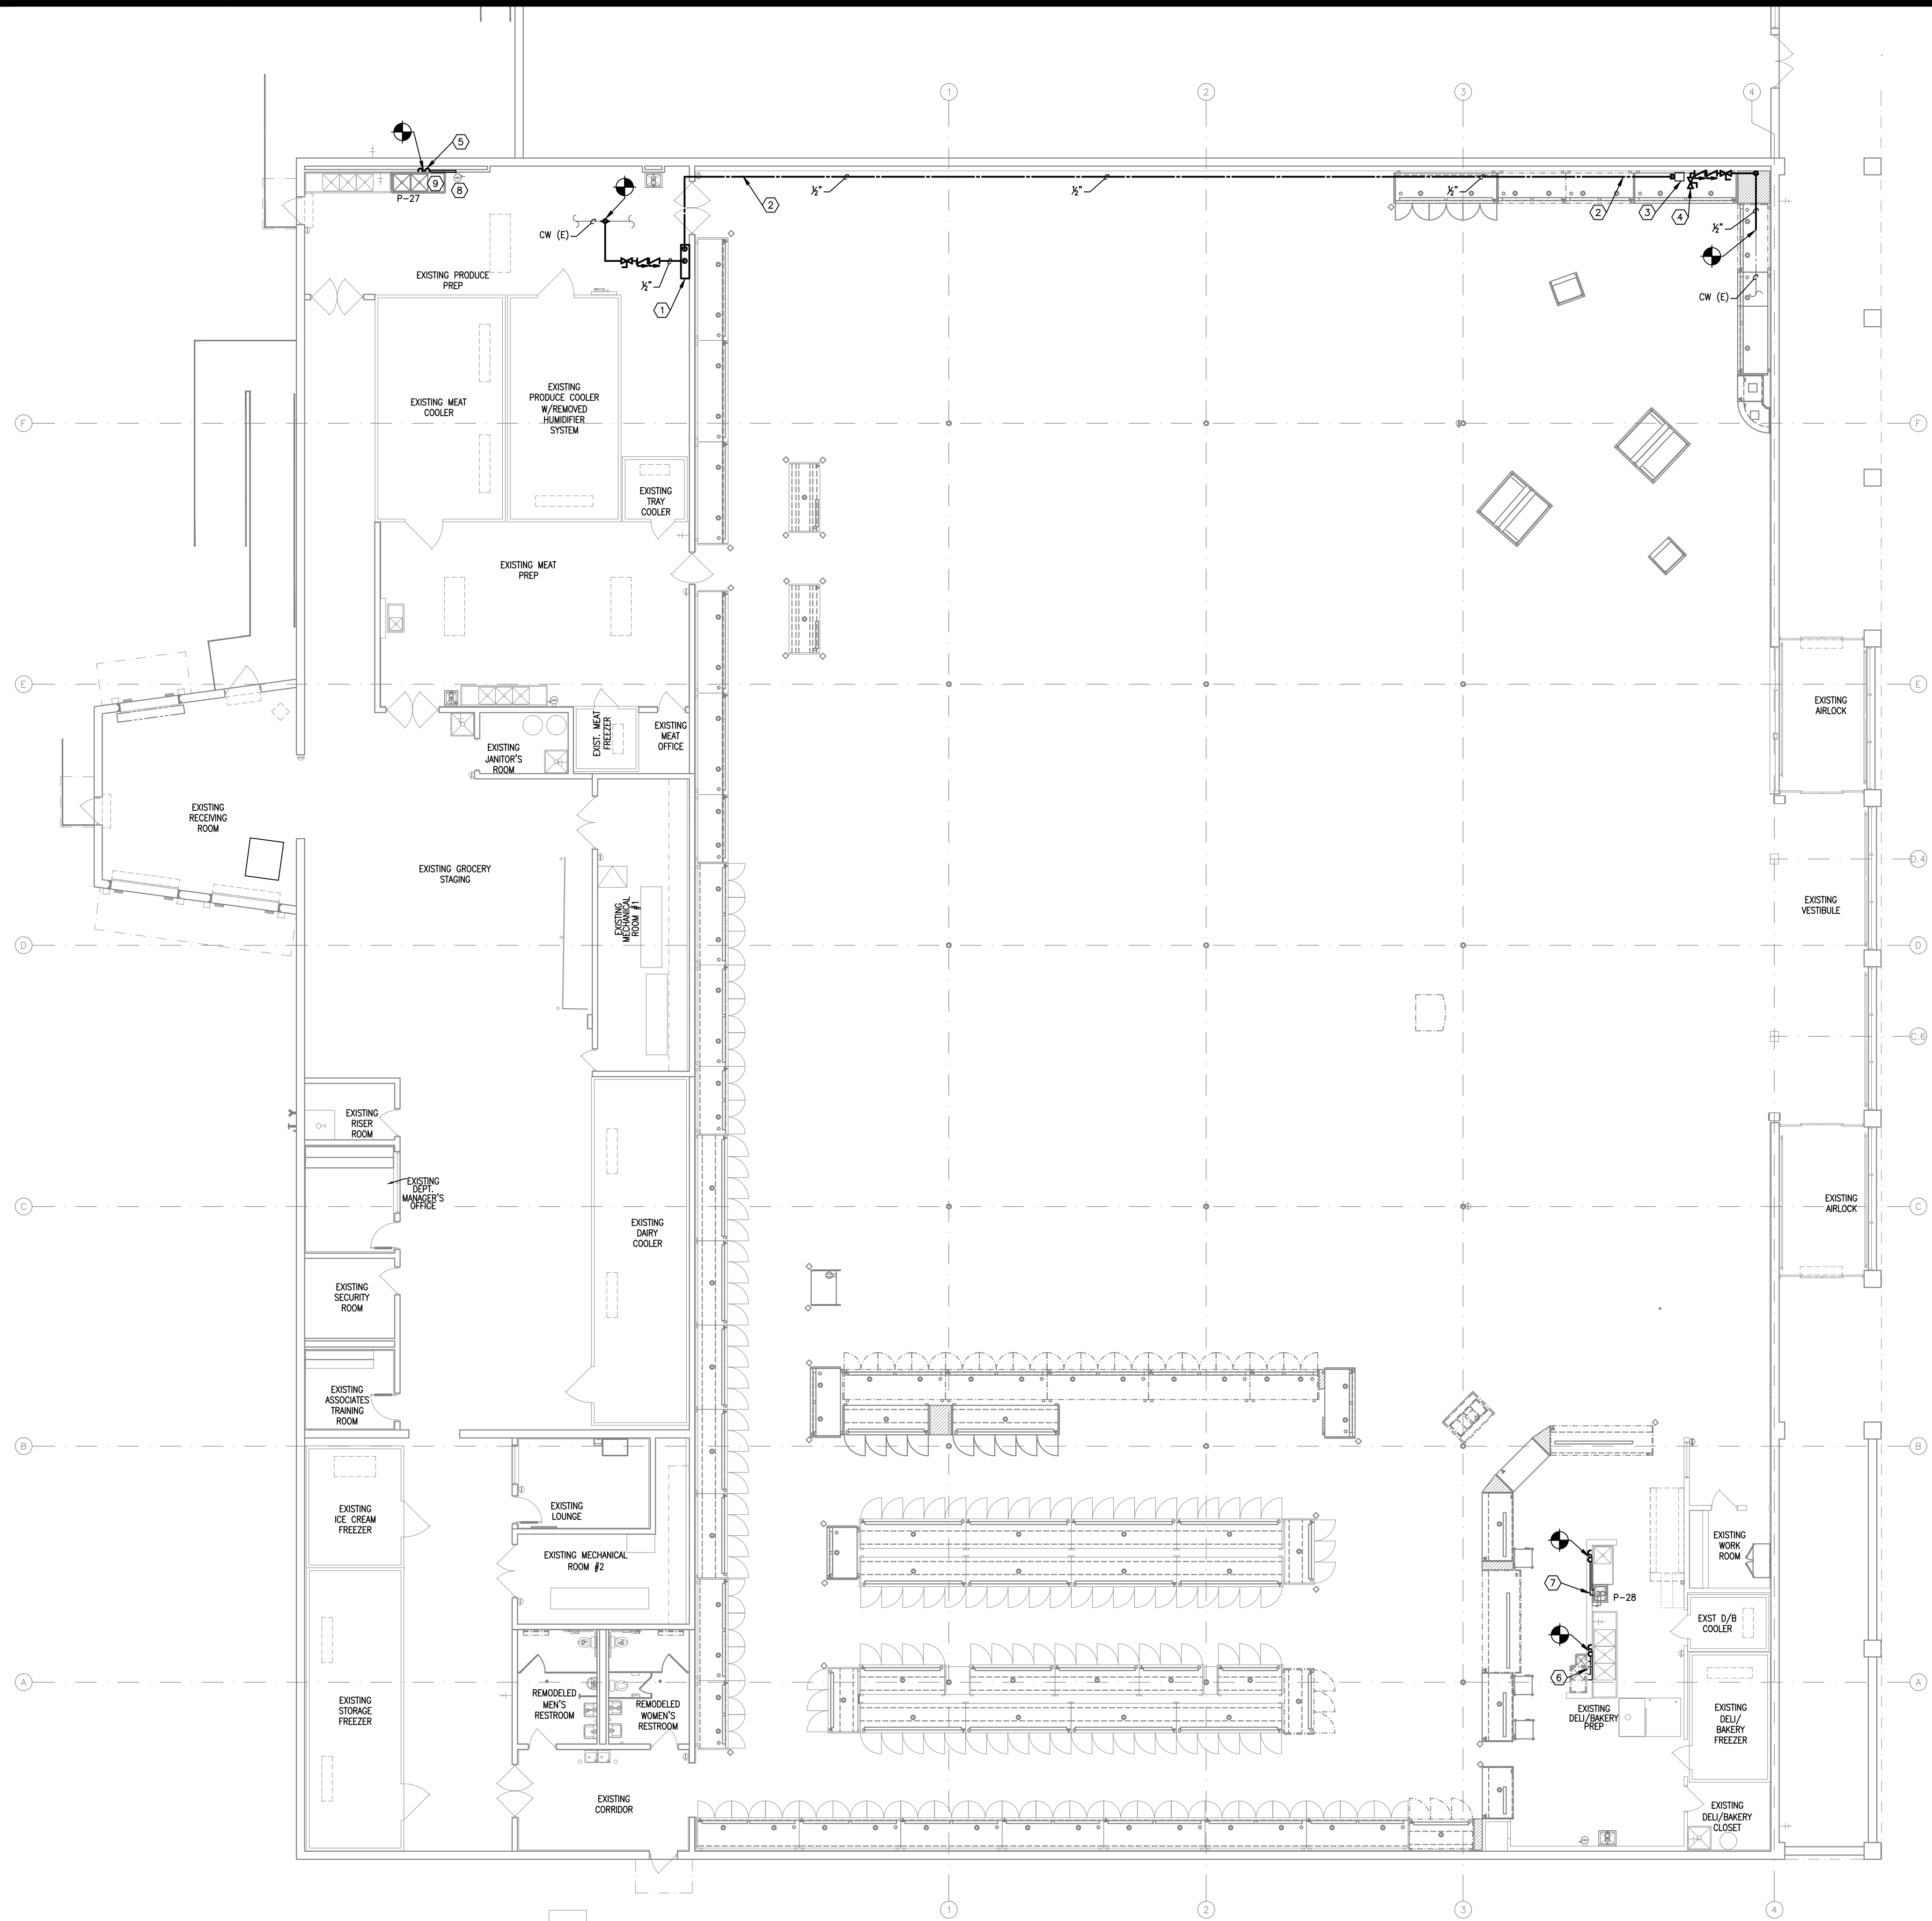 1
2
3
4
5
9
8
P-27
2
½"
½"
½"
2
3
4
½"
CW (E)
CW (E)
½"
1
EXISTING PRODUCE
PREP
EXISTING MEAT
COOLER
EXISTING
PRODUCE COOLER
W/REMOVED
HUMIDIFIER
SYSTEM
F
F
EXISTING
TRAY
COOLER
EXISTING MEAT
PREP
E
E
EXISTING
AIRLOCK
EXISTING
JANITOR'S
ROOM
EXIST. MEAT
FREEZER
EXISTING
MEAT
OFFICE
EXISTING
RECEIVING
ROOM
EXISTING GROCERY
STAGING
EXISTING
MECHANICAL
ROOM #1
D.4
EXISTING
VESTIBULE
D
D
C.6
EXISTING
RISER
ROOM
EXISTING
DEPT.
MANAGER'S
OFFICE
C
C
EXISTING
AIRLOCK
EXISTING
DAIRY
COOLER
EXISTING
SECURITY
ROOM
EXISTING
ASSOCIATES
TRAINING
ROOM
B
B
EXISTING
ICE CREAM
FREEZER
EXISTING
LOUNGE
EXISTING MECHANICAL
ROOM #2
EXISTING
WORK
ROOM
7
P-28
EXST D/B
COOLER
6
A
A
EXISTING
STORAGE
FREEZER
REMODELED
MEN'S
RESTROOM
REMODELED
WOMEN'S
RESTROOM
EXISTING
DELI/BAKERY
PREP
EXISTING
DELI/
BAKERY
FREEZER
EXISTING
CORRIDOR
EXISTING
DELI/BAKERY
CLOSET
1
2
3
4